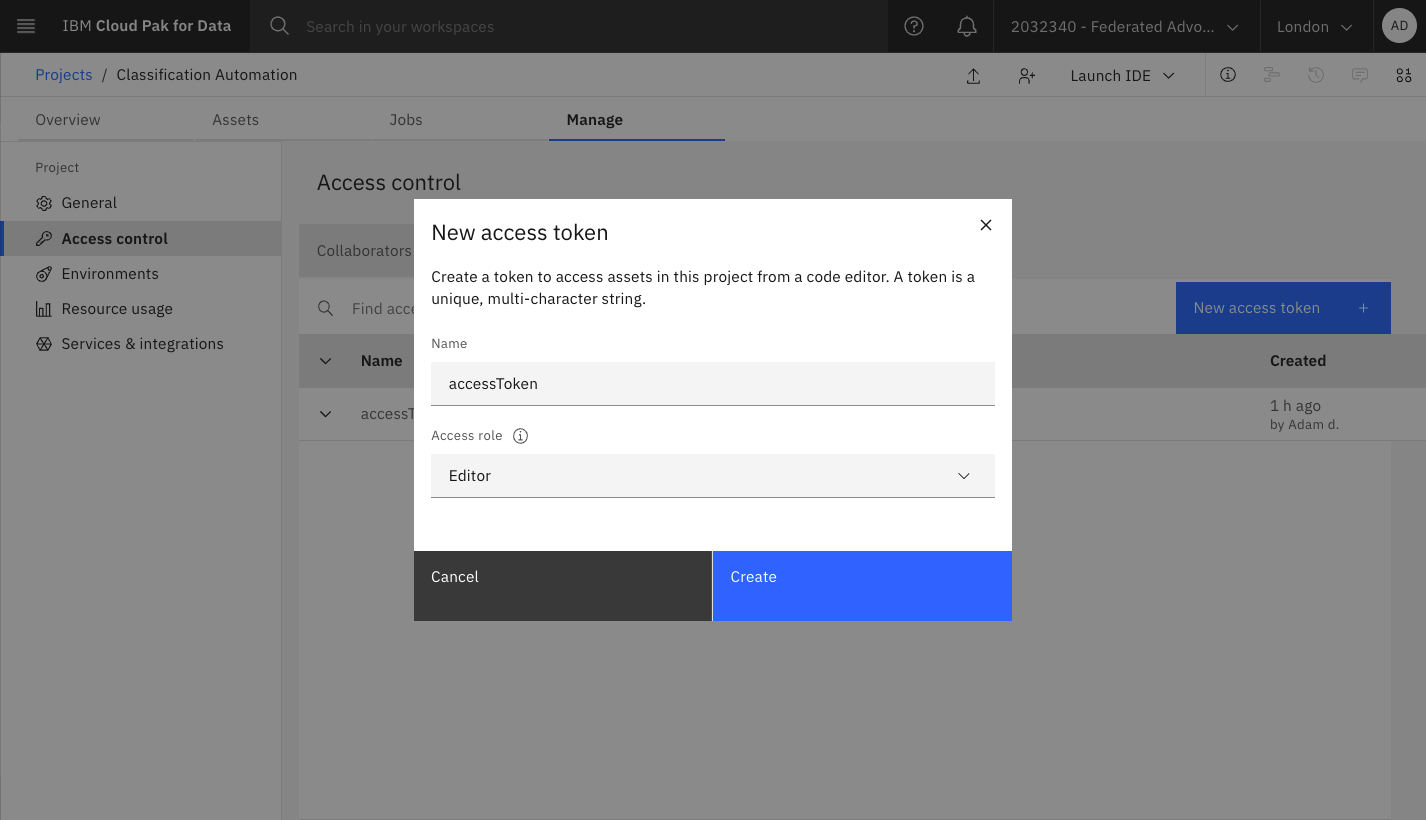 IBM Cloud Pak for Data
Search in your workspaces
2032340 - Federated Advo...
London
AD
Projects / Classification Automation
Launch IDE
Overview
Assets
Jobs
Manage
Project
General
Access control
Environments
Resource usage
Services & integrations
Access control
Collaborators
Find acce
New access token +
Name
Created
accessT
1 h ago
by Adam d.
New access token
Create a token to access assets in this project from a code editor. A token is a
unique, multi-character string.
Name
accessToken
Access role
Editor
Cancel
Create